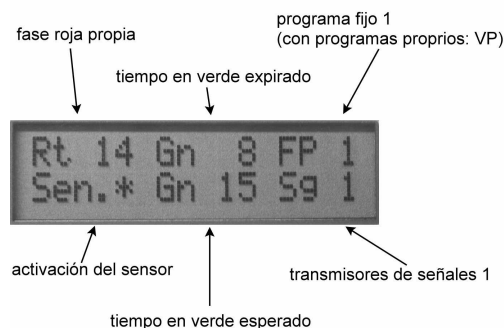 programa fijo 1
(con programas proprios: VP)
fase roja propia
tiempo en verde expirado
Rt 14 Gn 8 FP 1
Sen.* Gn 15 Sg 1
activación del sensor
transmisores de señales 1
tiempo en verde esperado